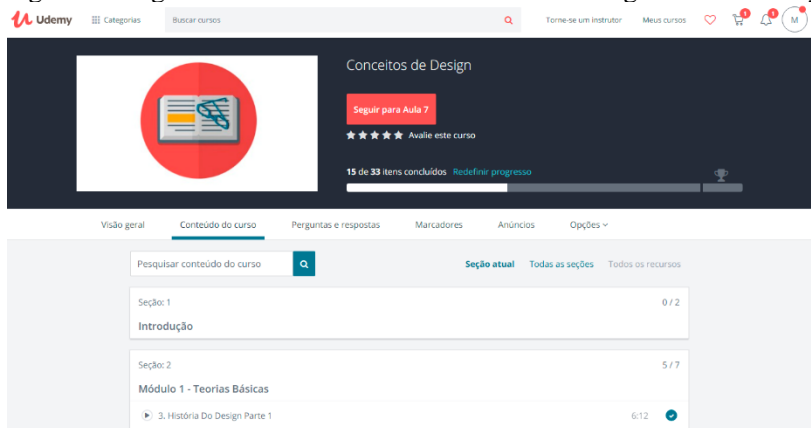 Udemy Categorias Buscar cursos Torne-se um instrutor Meus cursos M
Conceitos de Design
Seguir para Aula 7
Avalie este curso
15 de 33 itens concluídos Redefinir progresso
Visão geral Conteúdo do curso Perguntas e respostas Marcadores Anúncios Opções
Pesquisar conteúdo do curso Seção atual Todas as seções Todos os recursos
Seção: 1 0 / 2
Introdução
Seção: 2 5 / 7
Módulo 1 - Teorias Básicas
3. História Do Design Parte 1 6:12